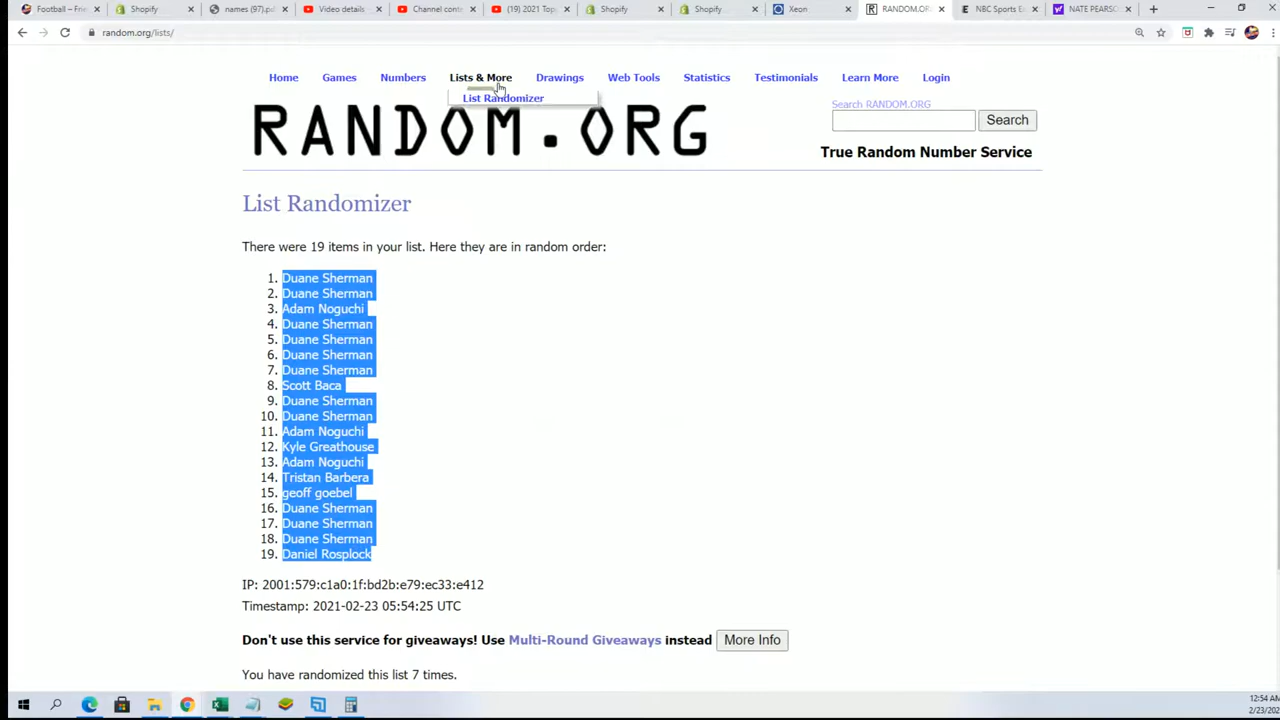 Football – Fri
Shopify
names (97).pd
Video details
Channel conte
(19) 2021 Top
Shopify
Shopify
Xeon
RANDOM.OR
NBC Sports E
NATE PEARS
random.org/lists/
Home Games Numbers Lists & More Drawings Web Tools Statistics Testimonials Learn More Login
List Randomizer
Search RANDOM.ORG
Search
RANDOM.ORG
True Random Number Service
List Randomizer
There were 19 items in your list. Here they are in random order:
1. Duane Sherman
2. Duane Sherman
3. Adam Noguchi
4. Duane Sherman
5. Duane Sherman
6. Duane Sherman
7. Duane Sherman
8. Scott Baca
9. Duane Sherman
10. Duane Sherman
11. Adam Noguchi
12. Kyle Greathouse
13. Adam Noguchi
14. Tristan Barbera
15. geoff goebel
16. Duane Sherman
17. Duane Sherman
18. Duane Sherman
19. Daniel Rosplock
IP: 2001:579:c1a0:1f:bd2b:e79:ec33:e412
Timestamp: 2021-02-23 05:54:25 UTC
Don't use this service for giveaways! Use Multi-Round Giveaways instead More Info
You have randomized this list 7 times.
12:54 AM
2/23/202